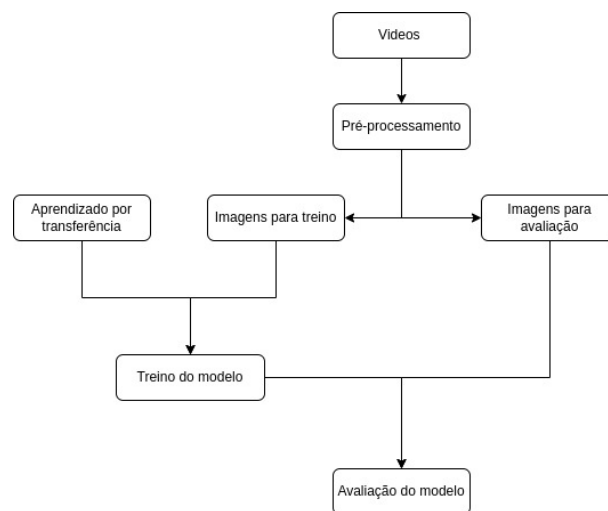 Videos
Pré-processamento
Aprendizado por
transferência
Imagens para treino
Imagens para
avaliação
Treino do modelo
Avaliação do modelo